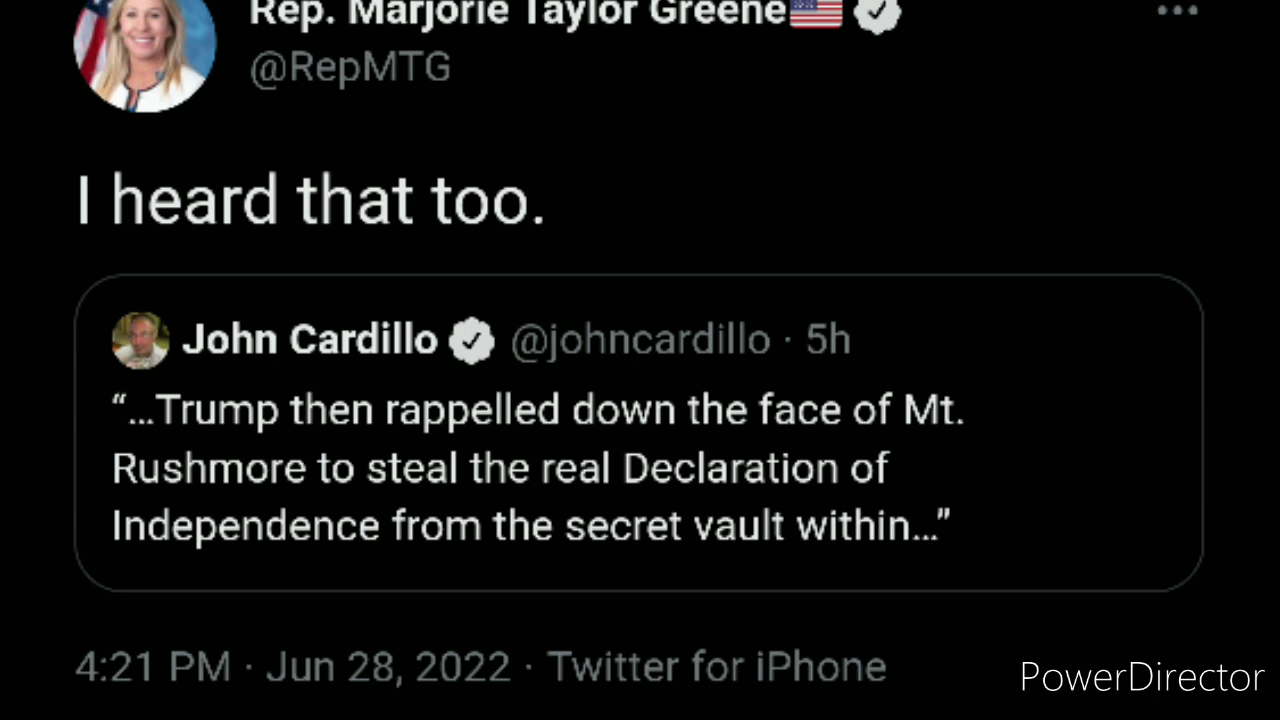 Rep. Marjorie Taylor Greene🇺🇸
@RepMTG
I heard that too.
John Cardillo @johncardillo · 5h
“...Trump then rappelled down the face of Mt.
Rushmore to steal the real Declaration of
Independence from the secret vault within...”
4:21 PM · Jun 28, 2022 · Twitter for iPhone
PowerDirector